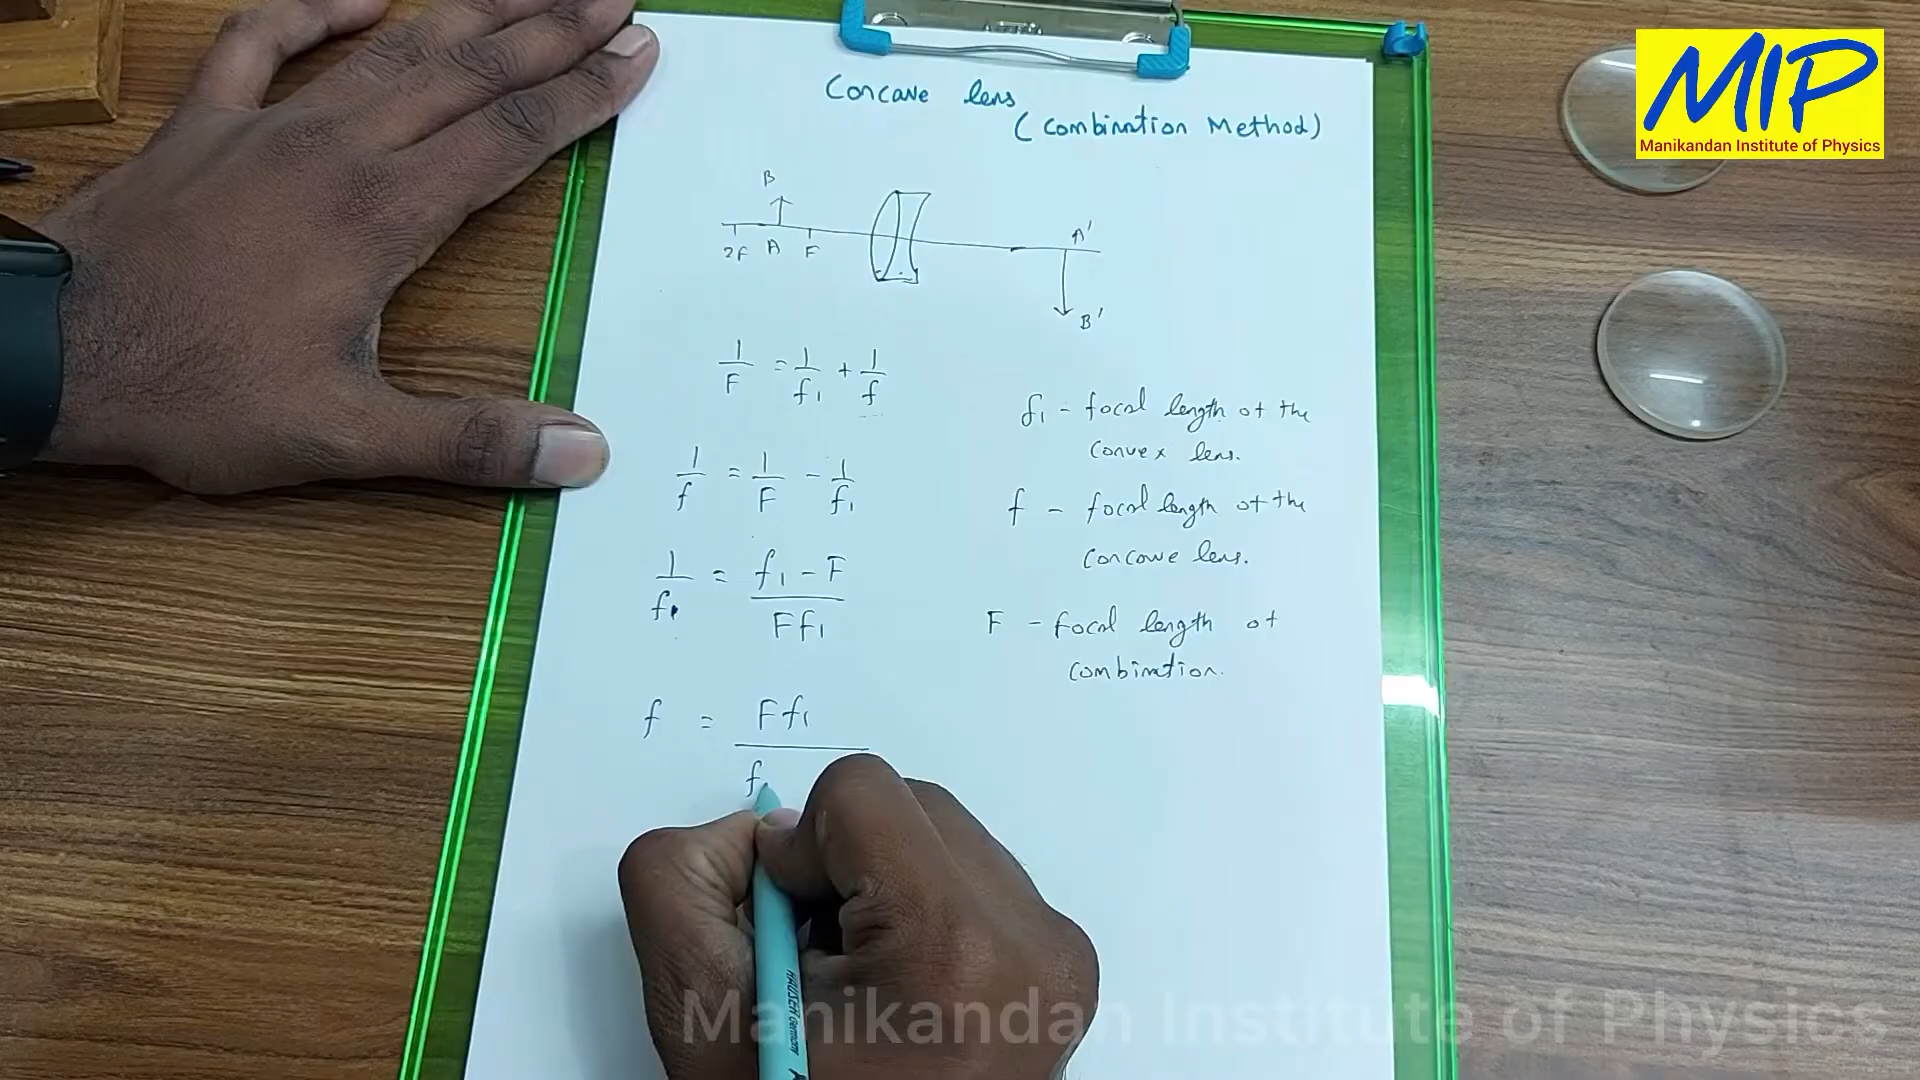 MIP
Manikandan Institute of Physics
Concave lens
(Combination Method)
B
2F A F
A'
B'
1/F = 1/f₁ + 1/f
f₁ - focal length of the
convex lens.
1/f = 1/F - 1/f₁
f - focal length of the
concave lens.
1/f = f₁ - F / Ff₁
F - focal length of
combination.
f = Ff₁ / f₁
HAUSER Germany
Manikandan Institute of Physics